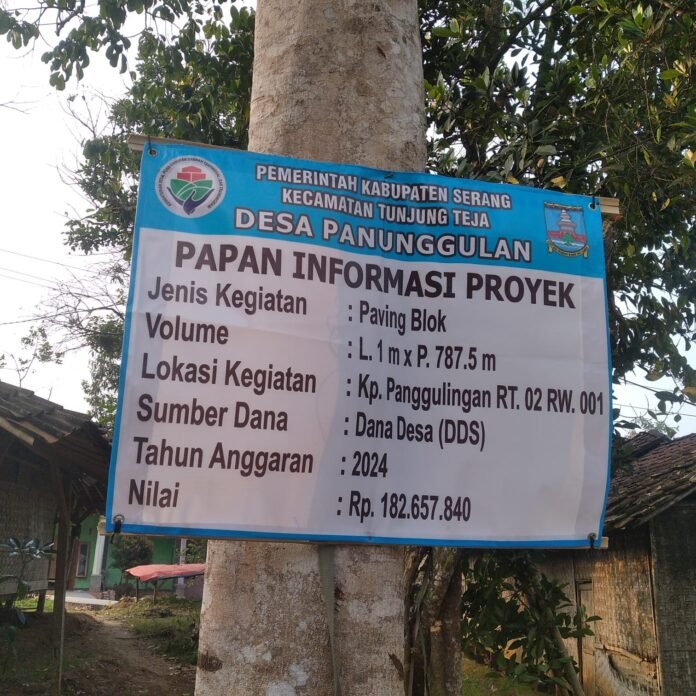 PEMERINTAH KABUPATEN SERANG
KECAMATAN TUNJUNG TEJA
DESA PANUNGGULAN
PAPAN INFORMASI PROYEK
Jenis Kegiatan : Paving Blok
Volume : L. 1 m x P. 787.5 m
Lokasi Kegiatan : Kp. Panggulingan RT. 02 RW. 001
Sumber Dana : Dana Desa (DDS)
Tahun Anggaran : 2024
Nilai : Rp. 182.657.840